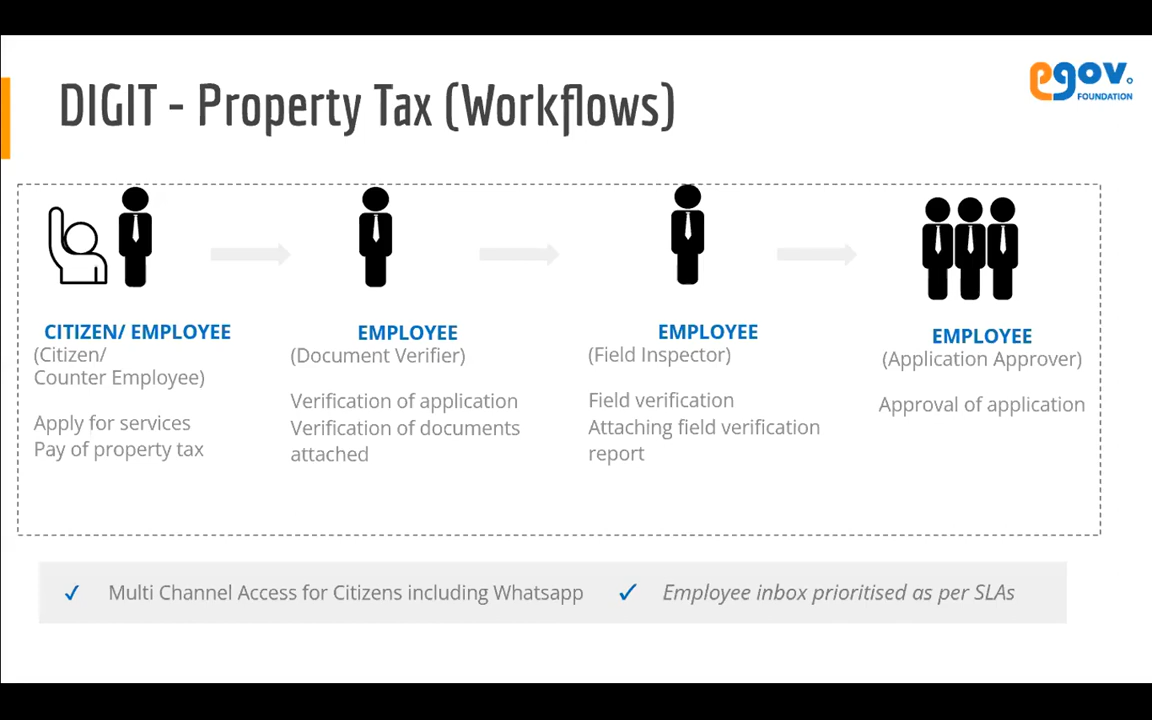 DIGIT - Property Tax (Workflows)
egov.
FOUNDATION
CITIZEN/ EMPLOYEE
(Citizen/
Counter Employee)
Apply for services
Pay of property tax
EMPLOYEE
(Document Verifier)
Verification of application
Verification of documents
attached
EMPLOYEE
(Field Inspector)
Field verification
Attaching field verification
report
EMPLOYEE
(Application Approver)
Approval of application
✓ Multi Channel Access for Citizens including Whatsapp
✓ Employee inbox prioritised as per SLAs